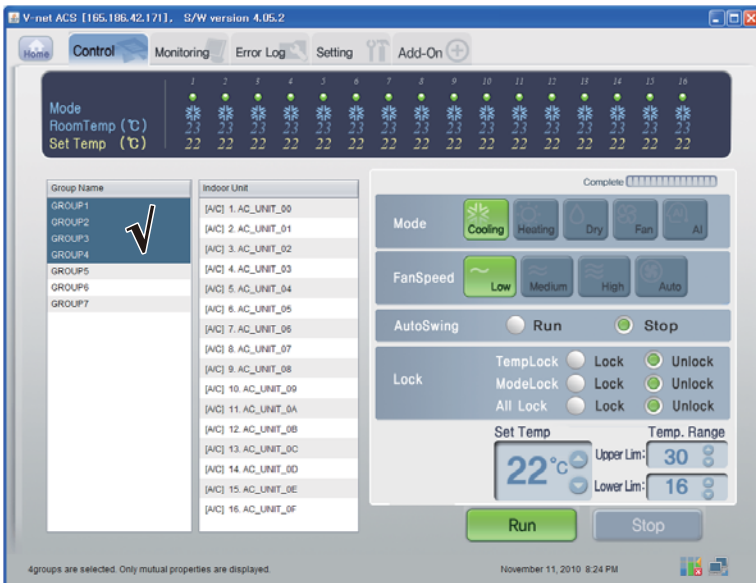 V-net ACS [165.186.42.171],   S/W version 4.05.2
Home Control Monitoring Error Log Setting Add-On
1 2 3 4 5 6 7 8 9 10 11 12 13 14 15 16
Mode
RoomTemp (℃) 23 23 23 23 23 23 23 23 23 23 23 23 23 23 23 23
Set Temp (℃) 22 22 22 22 22 22 22 22 22 22 22 22 22 22 22 22
Group Name
GROUP1
GROUP2
GROUP3
GROUP4
GROUP5
GROUP6
GROUP7
Indoor Unit
[A/C] 1. AC_UNIT_00
[A/C] 2. AC_UNIT_01
[A/C] 3. AC_UNIT_02
[A/C] 4. AC_UNIT_03
[A/C] 5. AC_UNIT_04
[A/C] 6. AC_UNIT_05
[A/C] 7. AC_UNIT_06
[A/C] 8. AC_UNIT_07
[A/C] 9. AC_UNIT_08
[A/C] 10. AC_UNIT_09
[A/C] 11. AC_UNIT_0A
[A/C] 12. AC_UNIT_0B
[A/C] 13. AC_UNIT_0C
[A/C] 14. AC_UNIT_0D
[A/C] 15. AC_UNIT_0E
[A/C] 16. AC_UNIT_0F
Complete
Mode Cooling Heating Dry Fan AI
FanSpeed Low Medium High Auto
AutoSwing Run Stop
TempLock Lock Unlock
Lock ModeLock Lock Unlock
All Lock Lock Unlock
Set Temp Temp. Range
22°C Upper Lim: 30
Lower Lim: 16
Run Stop
4groups are selected. Only mutual properties are displayed. November 11, 2010 8:24 PM